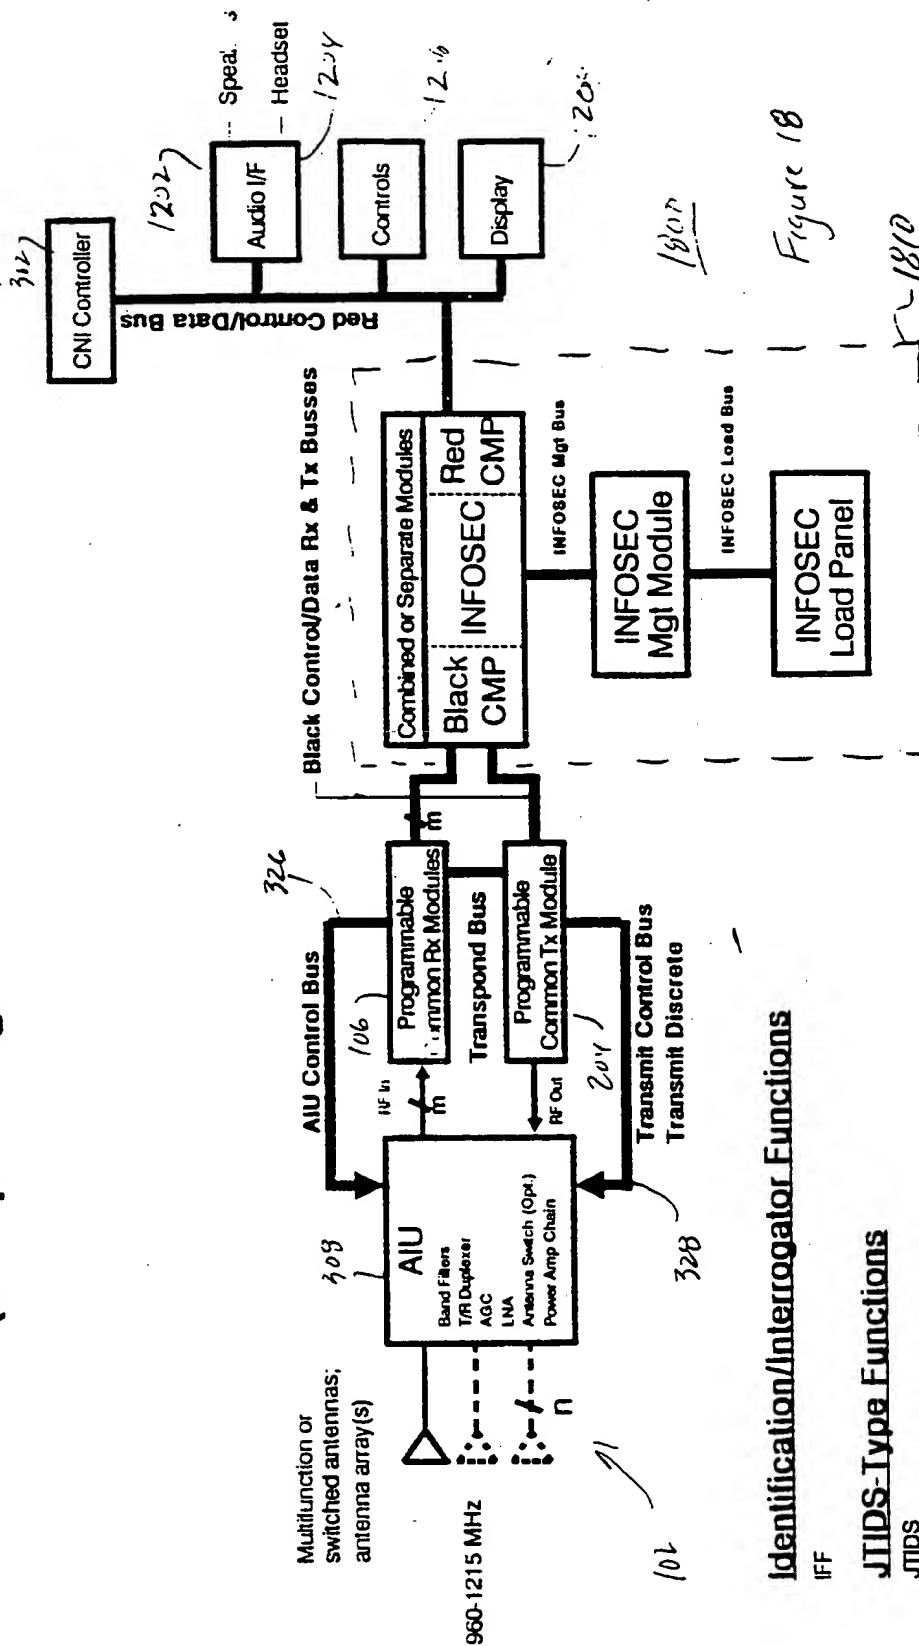 Multifunction or
switched antennas;
antenna array(s)
960-1215 MHz
n
102
308
AIU
Band Filters
T/R Duplexer
AGC
LNA
Antenna Switch (Opt.)
Power Amp Chain
AIU Control Bus
326
RF In
m
RF Out
106
Programmable
Common Rx Modules
Transpond Bus
Programmable
Common Tx Module
204
Transmit Control Bus
Transmit Discrete
328
m
Black Control/Data Rx & Tx Busses
Combined or Separate Modules
Black
CMP
INFOSEC
Red
CMP
INFOSEC Mgt Bus
INFOSEC
Mgt Module
INFOSEC Load Bus
INFOSEC
Load Panel
Red Control/Data Bus
312
CNI Controller
1202
Audio I/F
Headset
1204
Controls
Display
1800
Figure 18
1810
Identification/Interrogator Functions
IFF
JTIDS-Type Functions
JTIDS